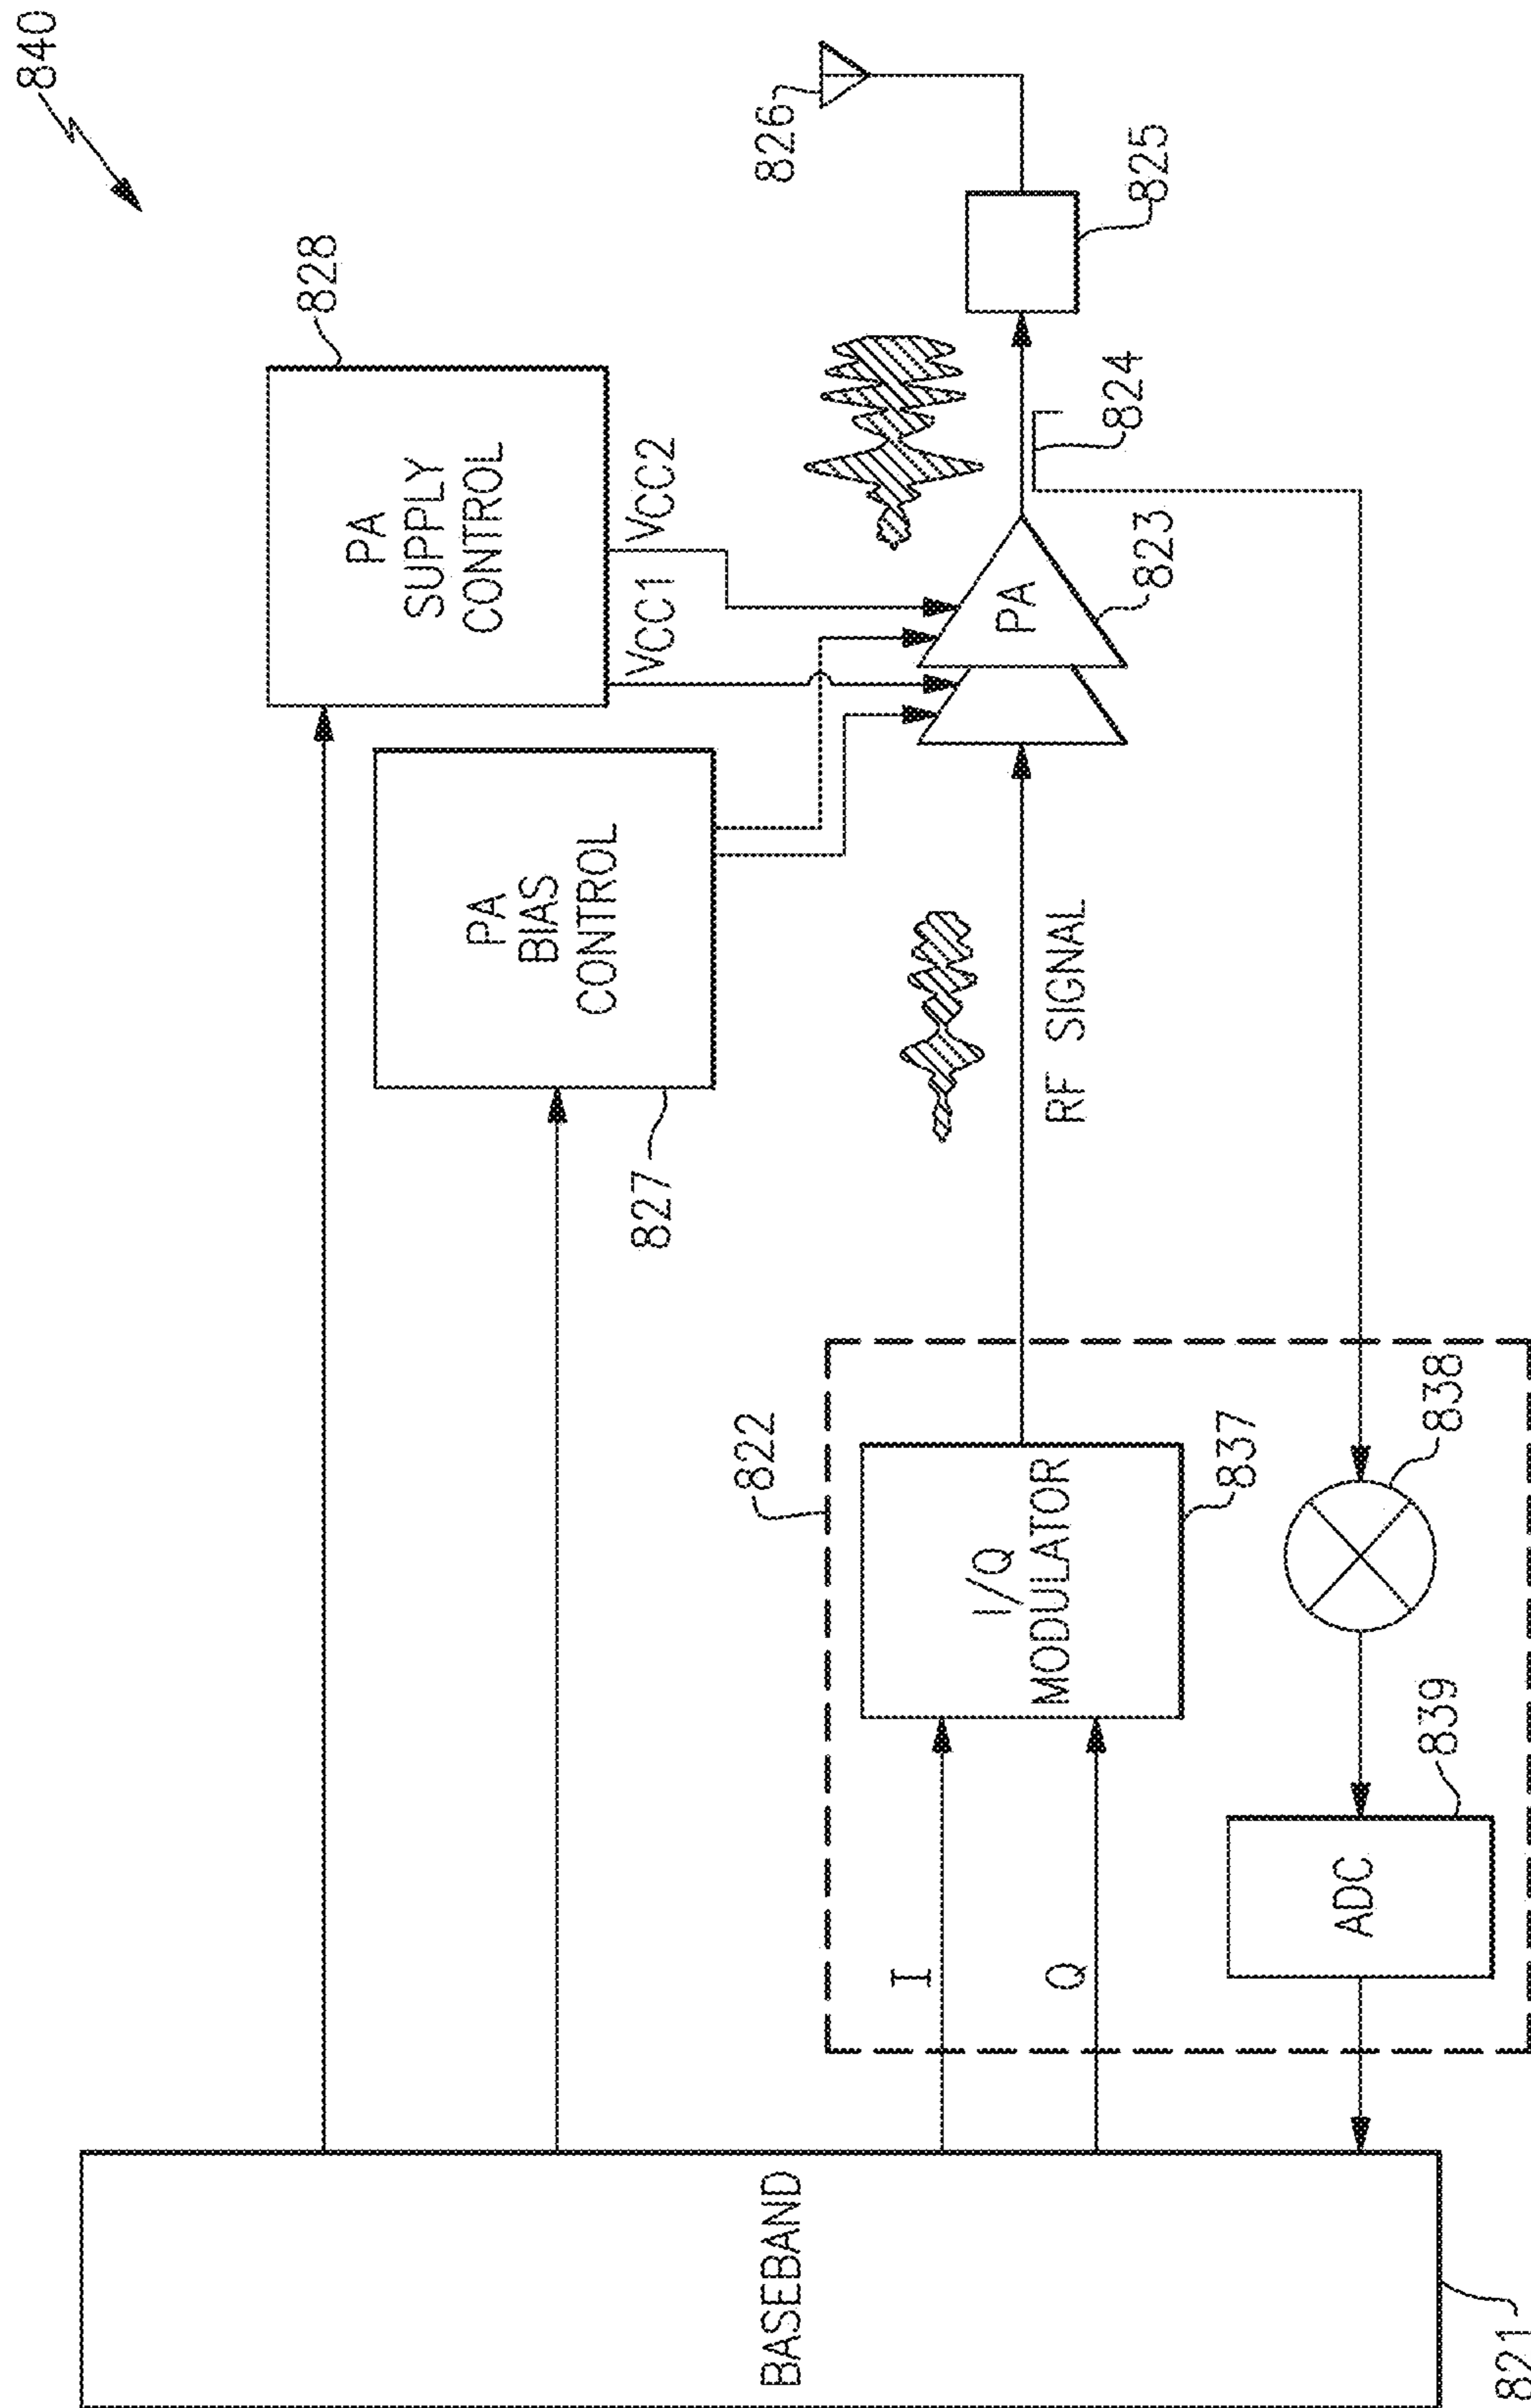 840
828
PA
SUPPLY
CONTROL
VCC1
VCC2
PA
BIAS
CONTROL
827
826
825
824
PA
823
RF SIGNAL
822
I/Q
MODULATOR
837
838
I
Q
ADC
839
BASEBAND
821